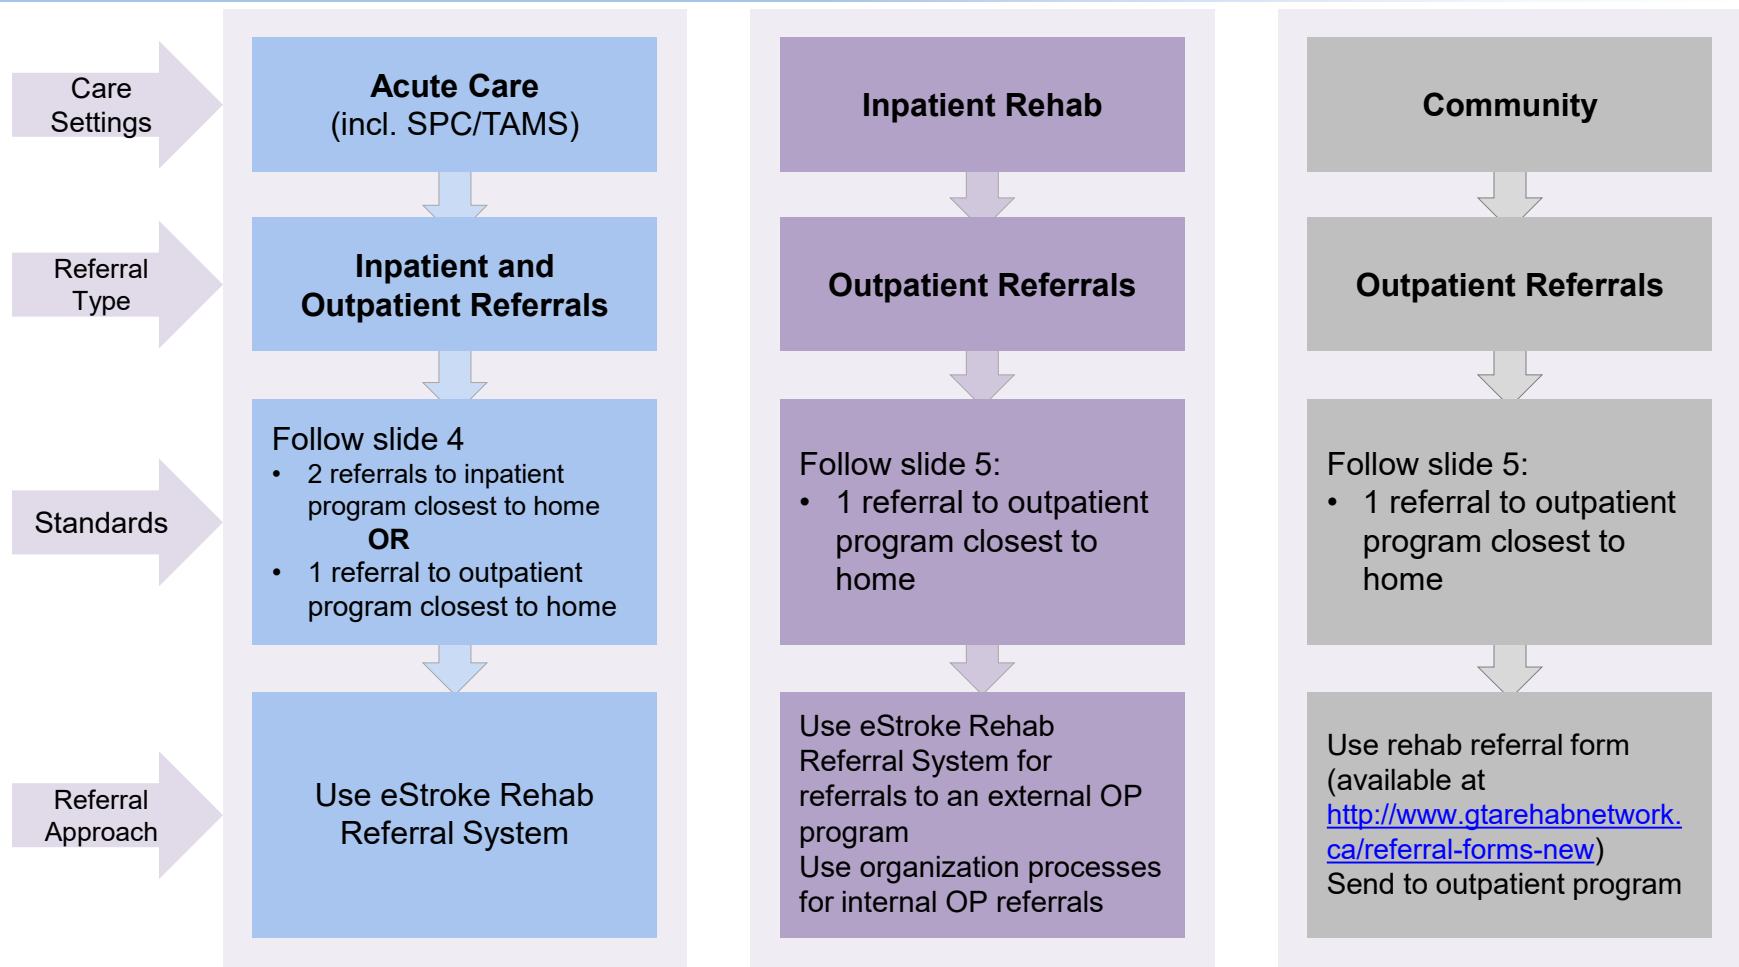 Care
Settings
Acute Care
(incl. SPC/TAMS)
Inpatient Rehab
Community
Referral
Type
Inpatient and
Outpatient Referrals
Outpatient Referrals
Outpatient Referrals
Standards
Follow slide 4
• 2 referrals to inpatient
program closest to home
OR
• 1 referral to outpatient
program closest to home
Follow slide 5:
• 1 referral to outpatient
program closest to
home
Follow slide 5:
• 1 referral to outpatient
program closest to
home
Referral
Approach
Use eStroke Rehab
Referral System
Use eStroke Rehab
Referral System for
referrals to an external OP
program
Use organization processes
for internal OP referrals
Use rehab referral form
(available at
http://www.gtarehabnetwork.
ca/referral-forms-new)
Send to outpatient program